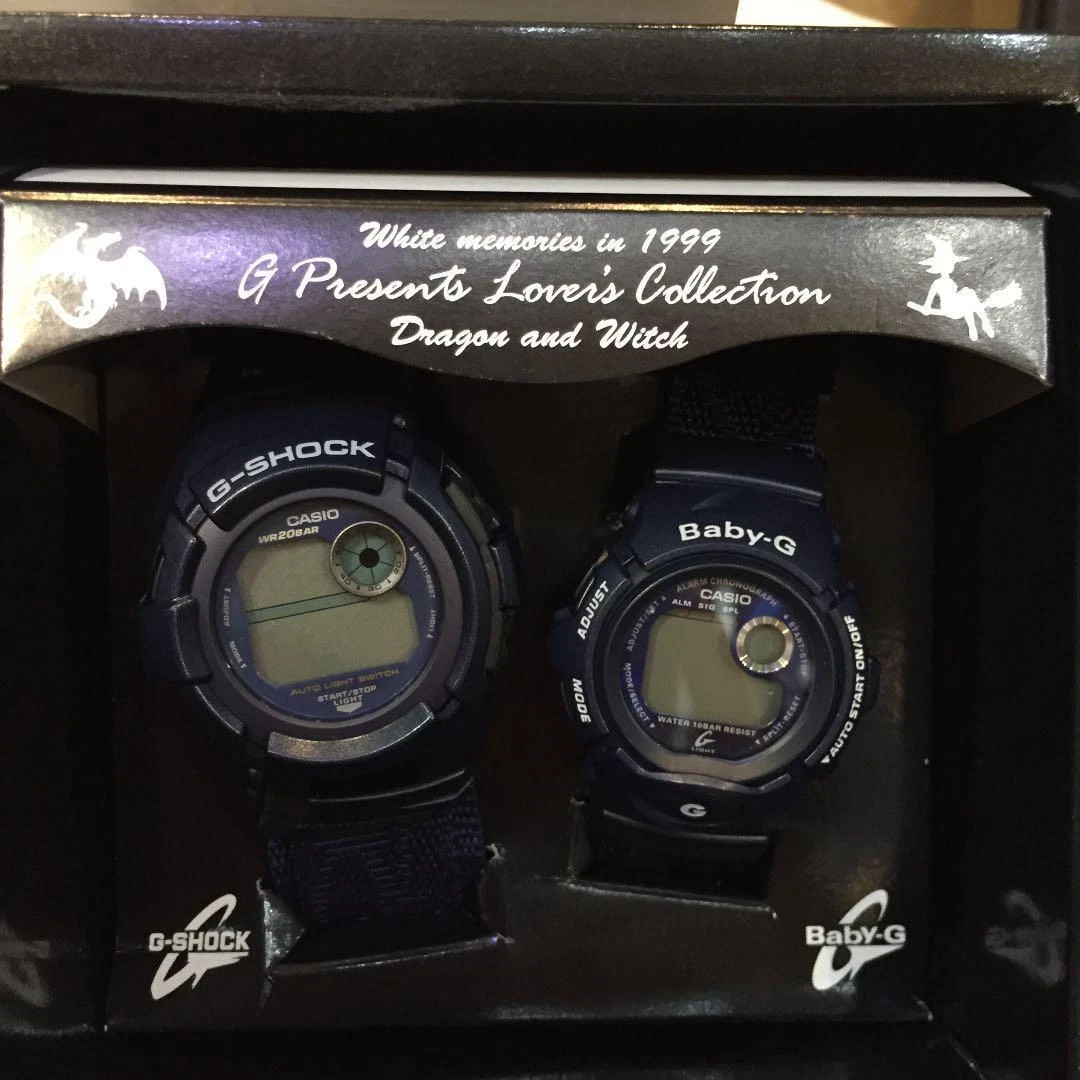 White memories in 1999
G Presents Lover's Collection
Dragon and Witch
G-SHOCK
CASIO
WR20BAR
ADJUST
MODE
SPLIT·RESET
LIGHT
AUTO LIGHT SWITCH
START/STOP
LIGHT
Baby-G
ADJUST
MODE
AUTO START ON/OFF
ALARM CHRONOGRAPH
CASIO
ALM SIG SPL
ADJUST/SET
START·STOP
MODE/SELECT
SPLIT·RESET
WATER 10BAR RESIST
G
LIGHT
G
G-SHOCK
Baby-G